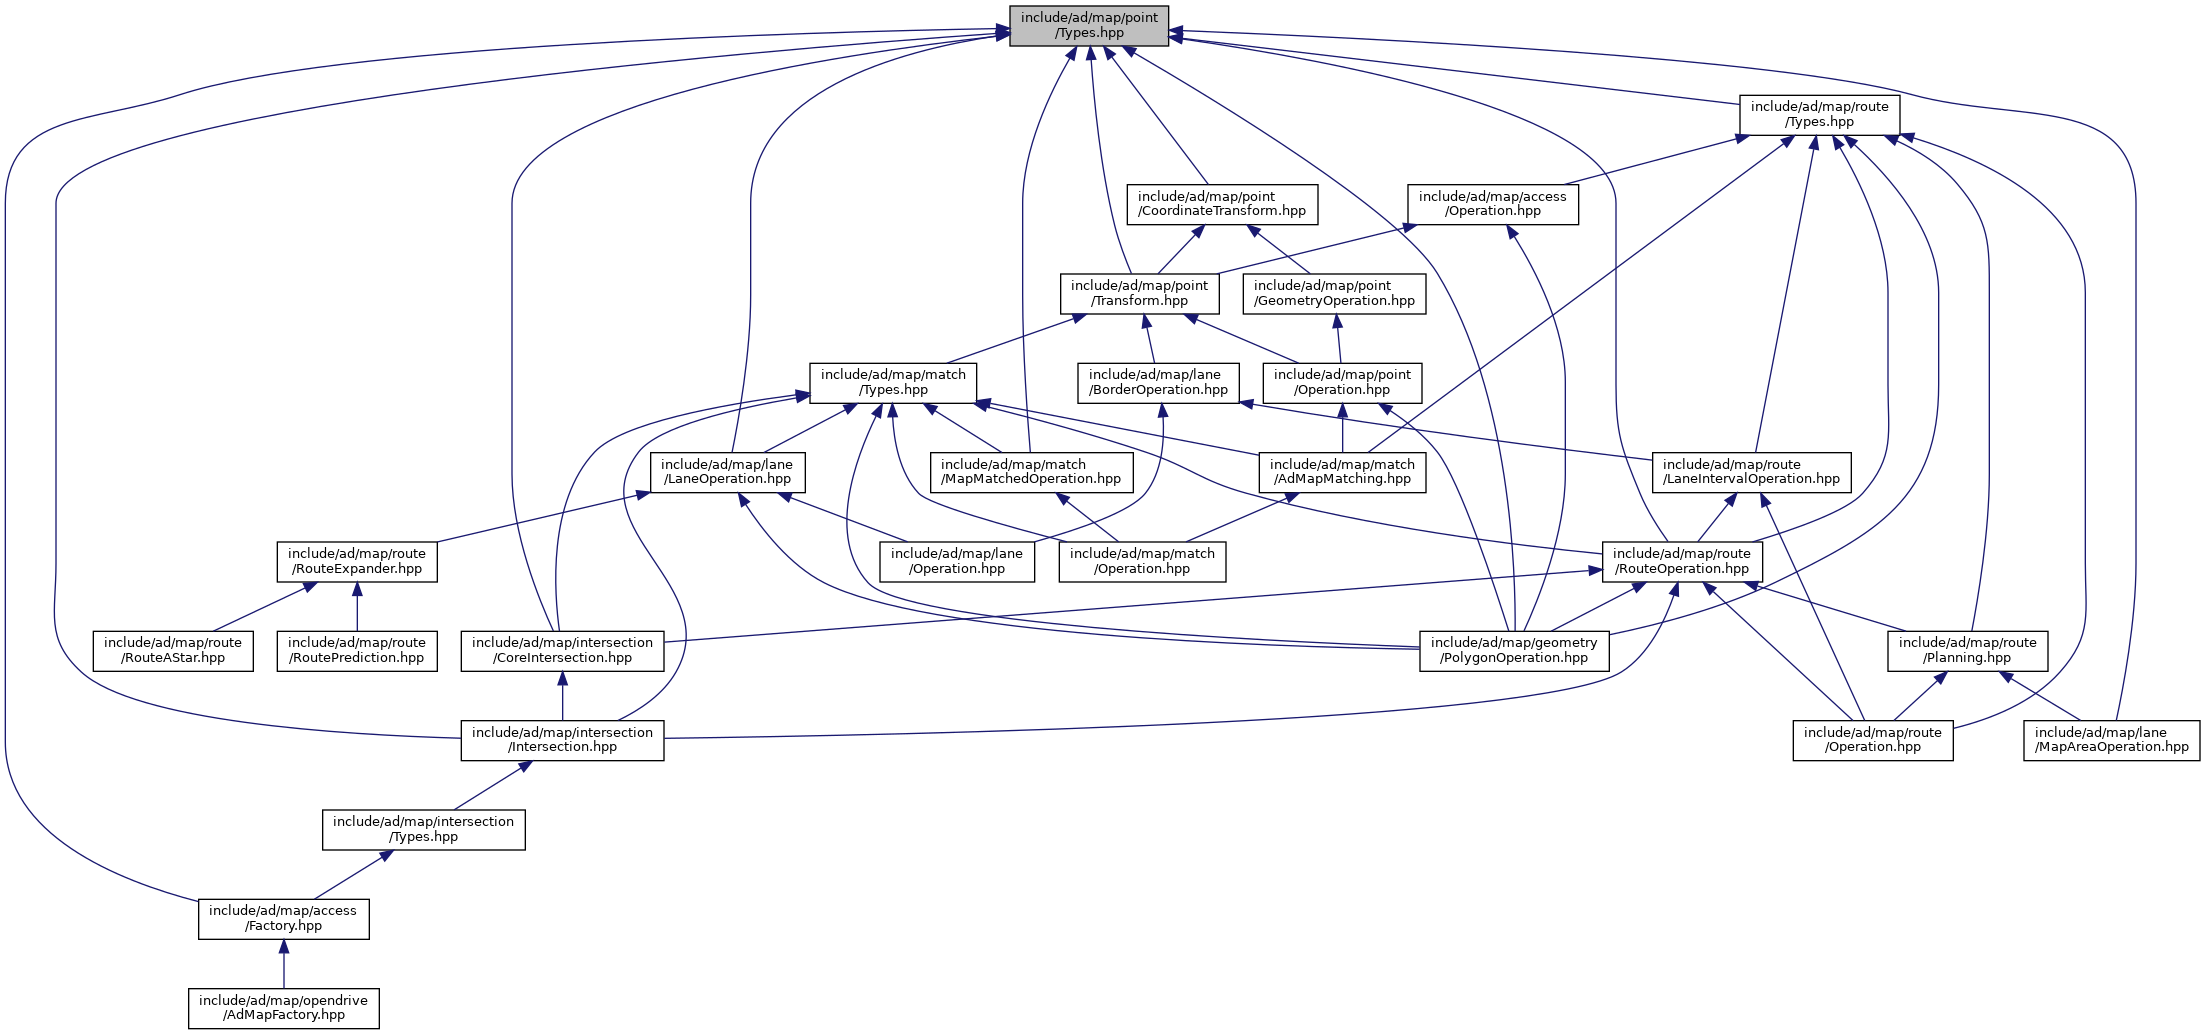 include/ad/map/point
/Types.hpp
include/ad/map/route
/Types.hpp
include/ad/map/point
/CoordinateTransform.hpp
include/ad/map/access
/Operation.hpp
include/ad/map/point
/Transform.hpp
include/ad/map/point
/GeometryOperation.hpp
include/ad/map/match
/Types.hpp
include/ad/map/lane
/BorderOperation.hpp
include/ad/map/point
/Operation.hpp
include/ad/map/lane
/LaneOperation.hpp
include/ad/map/match
/MapMatchedOperation.hpp
include/ad/map/match
/AdMapMatching.hpp
include/ad/map/route
/LaneIntervalOperation.hpp
include/ad/map/route
/RouteExpander.hpp
include/ad/map/lane
/Operation.hpp
include/ad/map/match
/Operation.hpp
include/ad/map/route
/RouteOperation.hpp
include/ad/map/route
/RouteAStar.hpp
include/ad/map/route
/RoutePrediction.hpp
include/ad/map/intersection
/CoreIntersection.hpp
include/ad/map/geometry
/PolygonOperation.hpp
include/ad/map/route
/Planning.hpp
include/ad/map/intersection
/Intersection.hpp
include/ad/map/route
/Operation.hpp
include/ad/map/lane
/MapAreaOperation.hpp
include/ad/map/intersection
/Types.hpp
include/ad/map/access
/Factory.hpp
include/ad/map/opendrive
/AdMapFactory.hpp